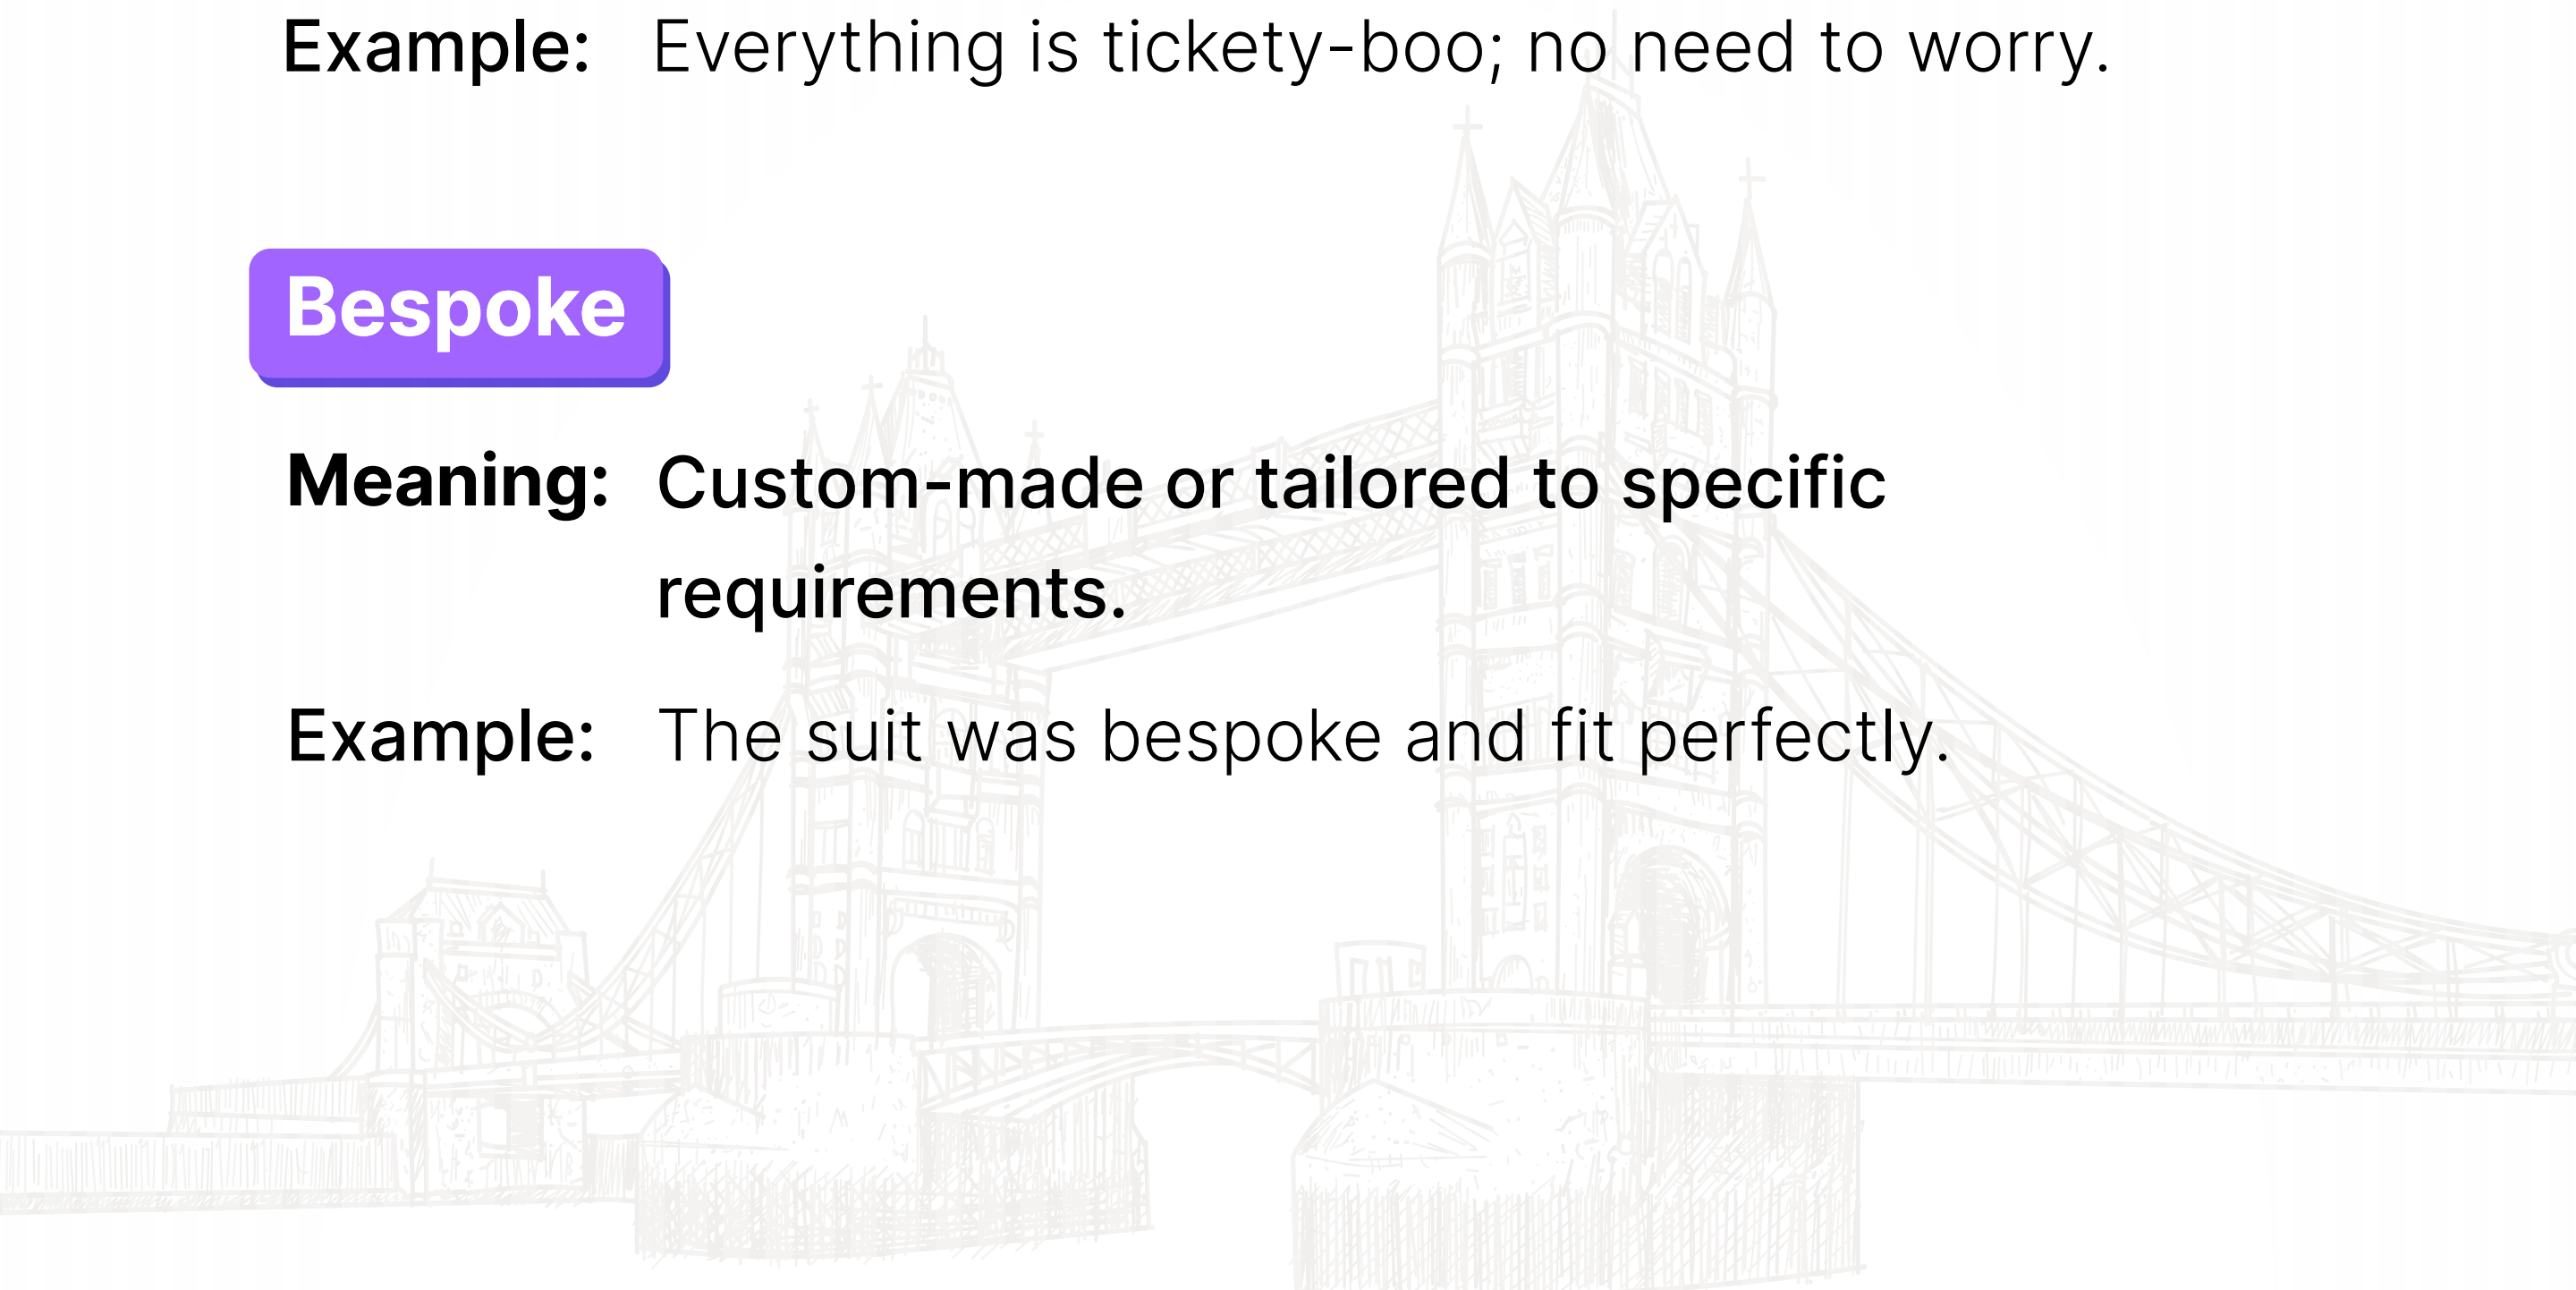 Example: Everything is tickety-boo; no need to worry.
Bespoke
Meaning: Custom-made or tailored to specific
requirements.
Example: The suit was bespoke and fit perfectly.